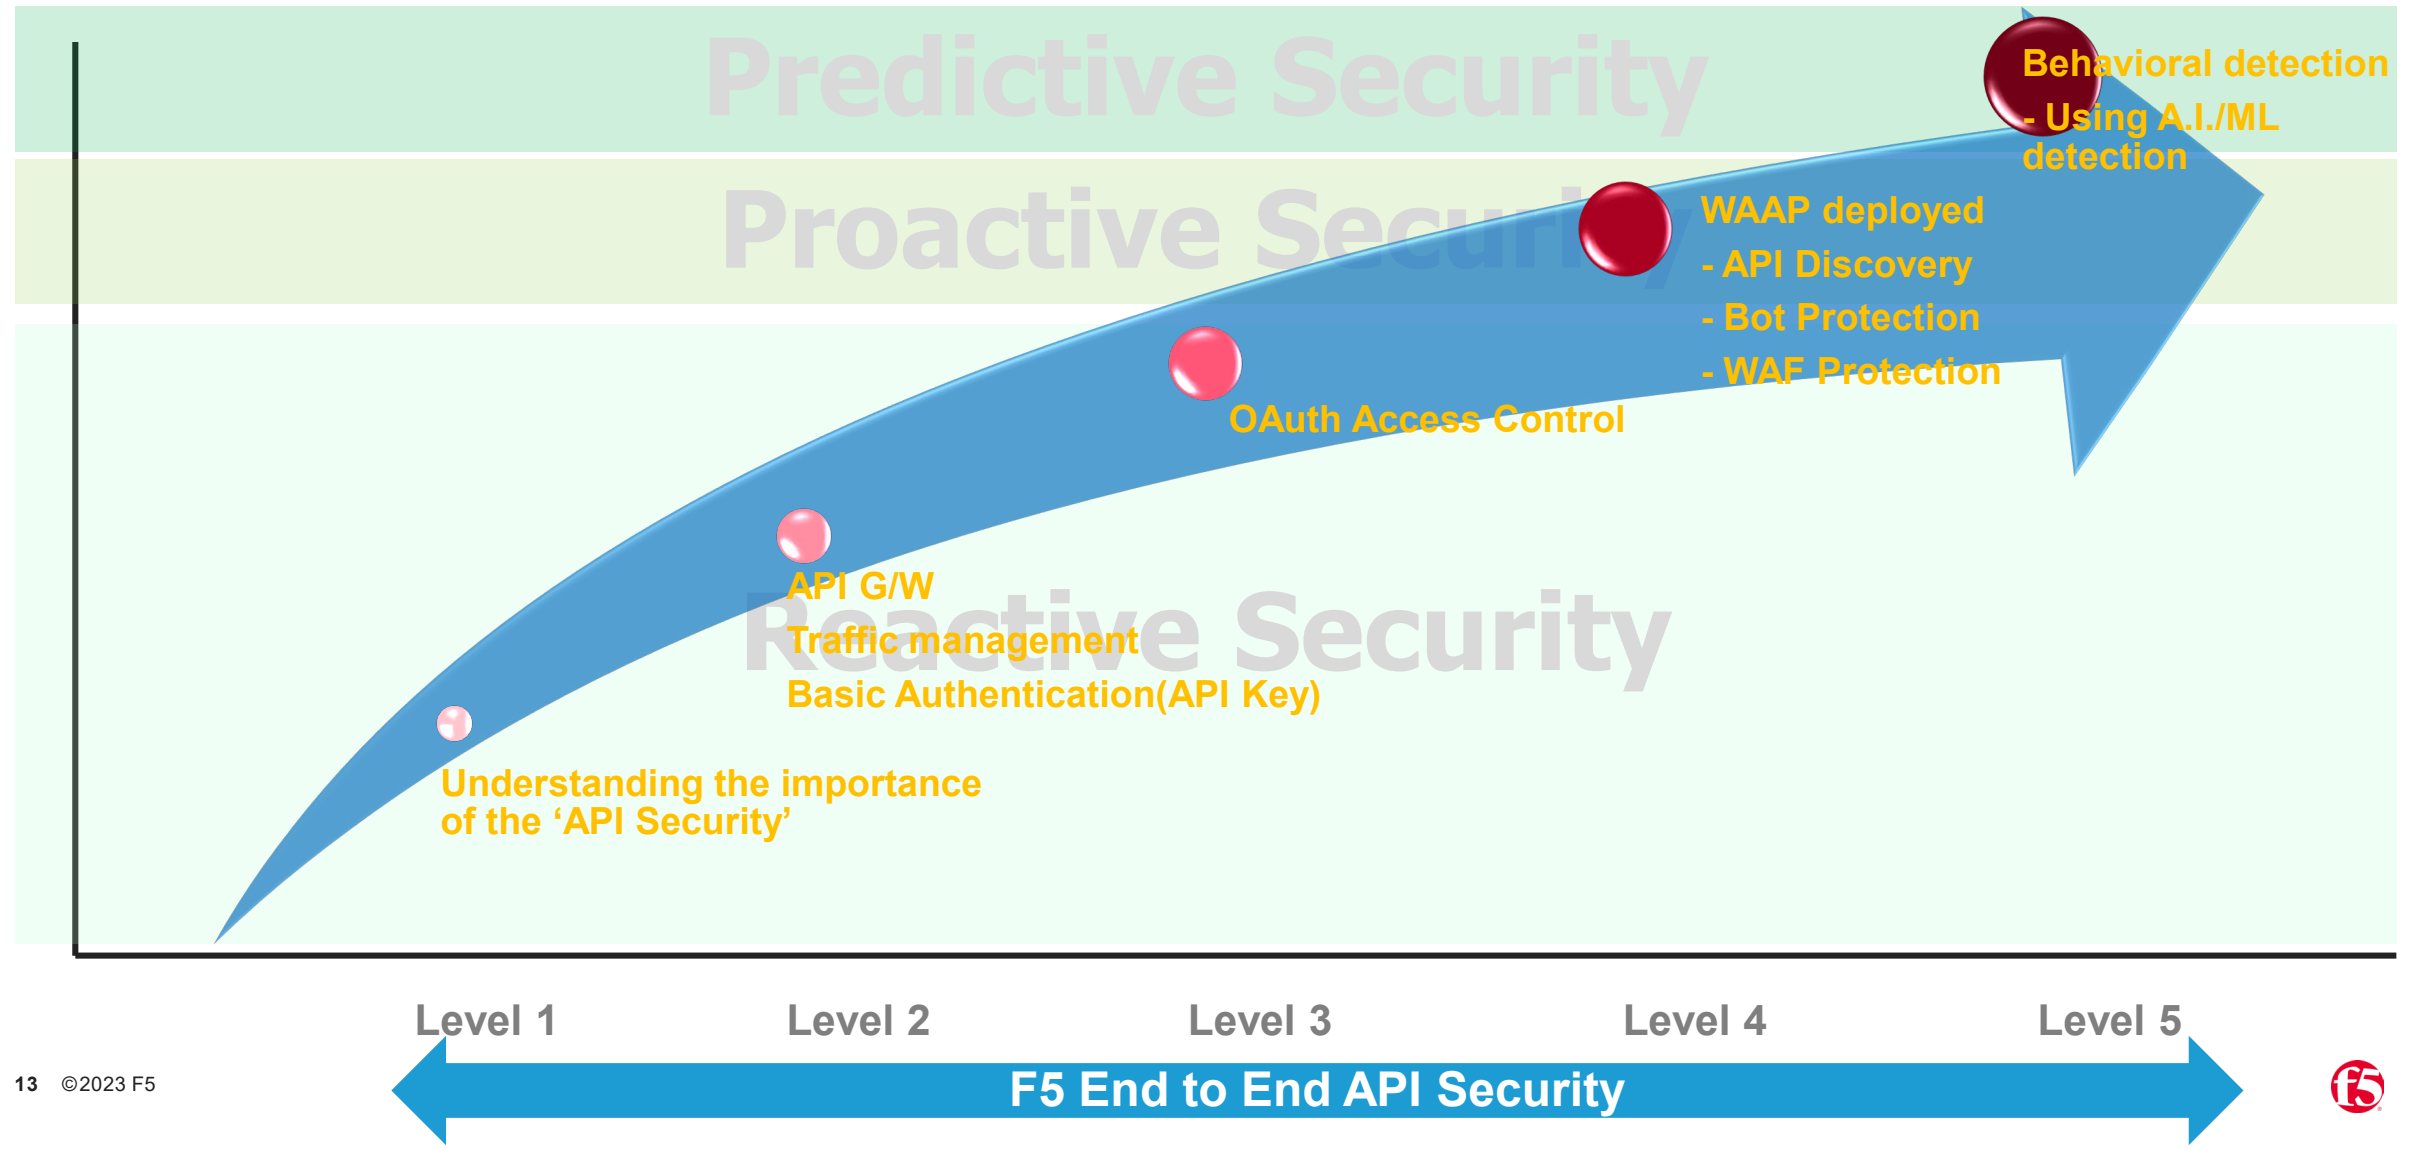 Predictive Security
Behavioral detection
- Using A.I./ML
detection
Proactive Security
WAAP deployed
- API Discovery
- Bot Protection
- WAF Protection
OAuth Access Control
API G/W
Traffic management
Basic Authentication(API Key)
Reactive Security
Understanding the importance
of the ‘API Security’
Level 1
Level 2
Level 3
Level 4
Level 5
F5 End to End API Security
13 ©2023 F5
f5